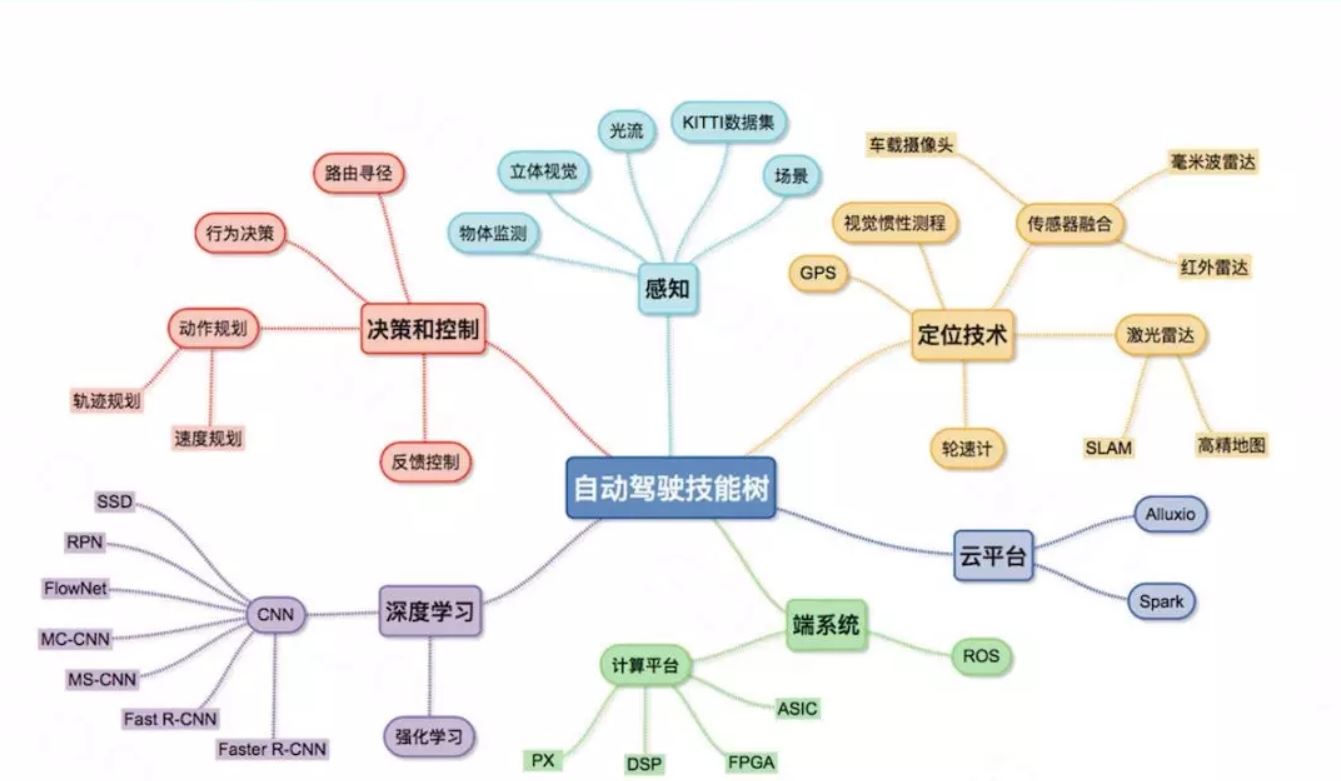 自动驾驶技能树
决策和控制
路由寻径
行为决策
动作规划
轨迹规划
速度规划
反馈控制
感知
物体监测
立体视觉
光流
KITTI数据集
场景
定位技术
GPS
视觉惯性测程
传感器融合
车载摄像头
毫米波雷达
红外雷达
激光雷达
SLAM
高精地图
轮速计
云平台
Alluxio
Spark
端系统
ROS
计算平台
PX
DSP
FPGA
ASIC
深度学习
CNN
SSD
RPN
FlowNet
MC-CNN
MS-CNN
Fast R-CNN
Faster R-CNN
强化学习